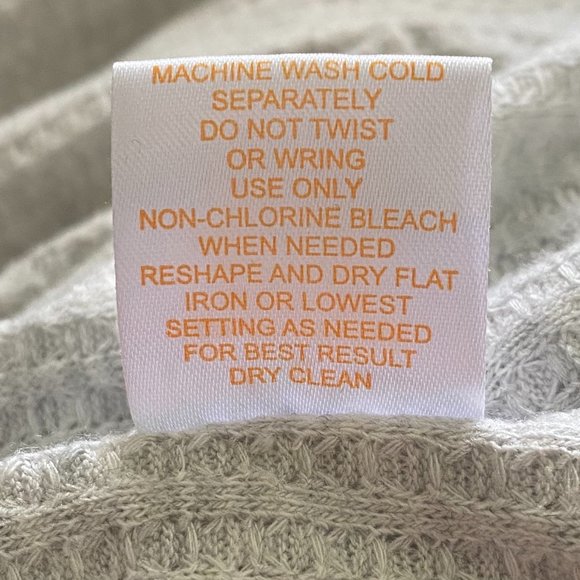 MACHINE WASH COLD
SEPARATELY
DO NOT TWIST
OR WRING
USE ONLY
NON-CHLORINE BLEACH
WHEN NEEDED
RESHAPE AND DRY FLAT
IRON OR LOWEST
SETTING AS NEEDED
FOR BEST RESULT
DRY CLEAN